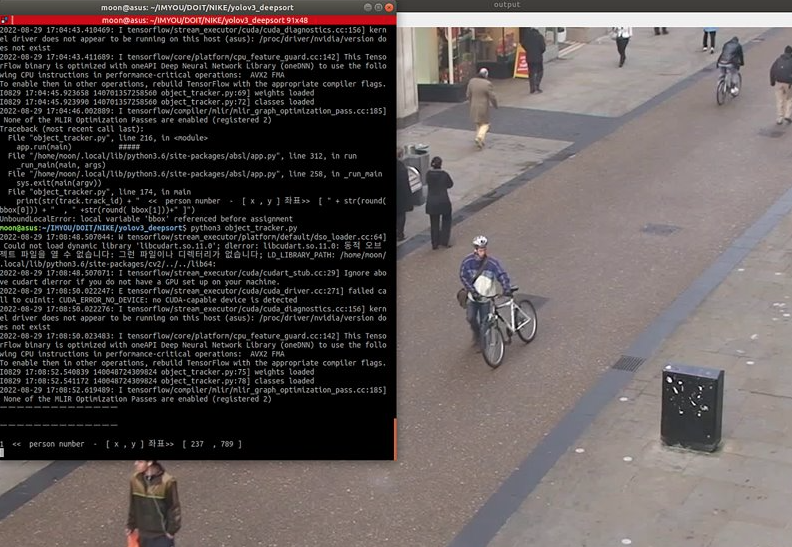 output
moon@asus: ~/IMYOU/DOIT/NIKE/yolov3_deepsort
moon@asus: ~/IMYOU/DOIT/NIKE/yolov3_deepsort 91x48
2022-08-29 17:04:43.410469: I tensorflow/stream_executor/cuda/cuda_diagnostics.cc:156] kern
el driver does not appear to be running on this host (asus): /proc/driver/nvidia/version do
es not exist
2022-08-29 17:04:43.411689: I tensorflow/core/platform/cpu_feature_guard.cc:142] This Tenso
rFlow binary is optimized with oneAPI Deep Neural Network Library (oneDNN) to use the follo
wing CPU instructions in performance-critical operations:  AVX2 FMA
To enable them in other operations, rebuild TensorFlow with the appropriate compiler flags.
I0829 17:04:45.923658 140701357258560 object_tracker.py:69] weights loaded
I0829 17:04:45.923990 140701357258560 object_tracker.py:72] classes loaded
2022-08-29 17:04:46.002889: I tensorflow/compiler/mlir/mlir_graph_optimization_pass.cc:185]
None of the MLIR Optimization Passes are enabled (registered 2)
Traceback (most recent call last):
File "object_tracker.py", line 216, in <module>
app.run(main)          #####
File "/home/moon/.local/lib/python3.6/site-packages/absl/app.py", line 312, in run
_run_main(main, args)
File "/home/moon/.local/lib/python3.6/site-packages/absl/app.py", line 258, in _run_main
sys.exit(main(argv))
File "object_tracker.py", line 174, in main
print(str(track.track_id) + "  <<  person number  -  [ x , y ] 좌표>>  [ " + str(round(
bbox[0])) + "  , " +str(round( bbox[1]))+" ]")
UnboundLocalError: local variable 'bbox' referenced before assignment
moon@asus:~/IMYOU/DOIT/NIKE/yolov3_deepsort$ python3 object_tracker.py
2022-08-29 17:08:48.507044: W tensorflow/stream_executor/platform/default/dso_loader.cc:64]
Could not load dynamic library 'libcudart.so.11.0'; dlerror: libcudart.so.11.0: 동적 오브
젝트 파일을 열 수 없습니다: 그런 파일이나 디렉터리가 없습니다; LD_LIBRARY_PATH: /home/moon/
.local/lib/python3.6/site-packages/cv2/../../lib64:
2022-08-29 17:08:48.507071: I tensorflow/stream_executor/cuda/cudart_stub.cc:29] Ignore abo
ve cudart dlerror if you do not have a GPU set up on your machine.
2022-08-29 17:08:50.022247: E tensorflow/stream_executor/cuda/cuda_driver.cc:271] failed ca
ll to cuInit: CUDA_ERROR_NO_DEVICE: no CUDA-capable device is detected
2022-08-29 17:08:50.022276: I tensorflow/stream_executor/cuda/cuda_diagnostics.cc:156] kern
el driver does not appear to be running on this host (asus): /proc/driver/nvidia/version do
es not exist
2022-08-29 17:08:50.023483: I tensorflow/core/platform/cpu_feature_guard.cc:142] This Tenso
rFlow binary is optimized with oneAPI Deep Neural Network Library (oneDNN) to use the follo
wing CPU instructions in performance-critical operations:  AVX2 FMA
To enable them in other operations, rebuild TensorFlow with the appropriate compiler flags.
I0829 17:08:52.540839 140048724309824 object_tracker.py:75] weights loaded
I0829 17:08:52.541172 140048724309824 object_tracker.py:78] classes loaded
2022-08-29 17:08:52.619489: I tensorflow/compiler/mlir/mlir_graph_optimization_pass.cc:185]
None of the MLIR Optimization Passes are enabled (registered 2)
ㅡㅡㅡㅡㅡㅡㅡㅡㅡㅡㅡㅡㅡㅡ
ㅡㅡㅡㅡㅡㅡㅡㅡㅡㅡㅡㅡㅡㅡ
1  <<  person number  -  [ x , y ] 좌표>>  [ 237  , 789 ]